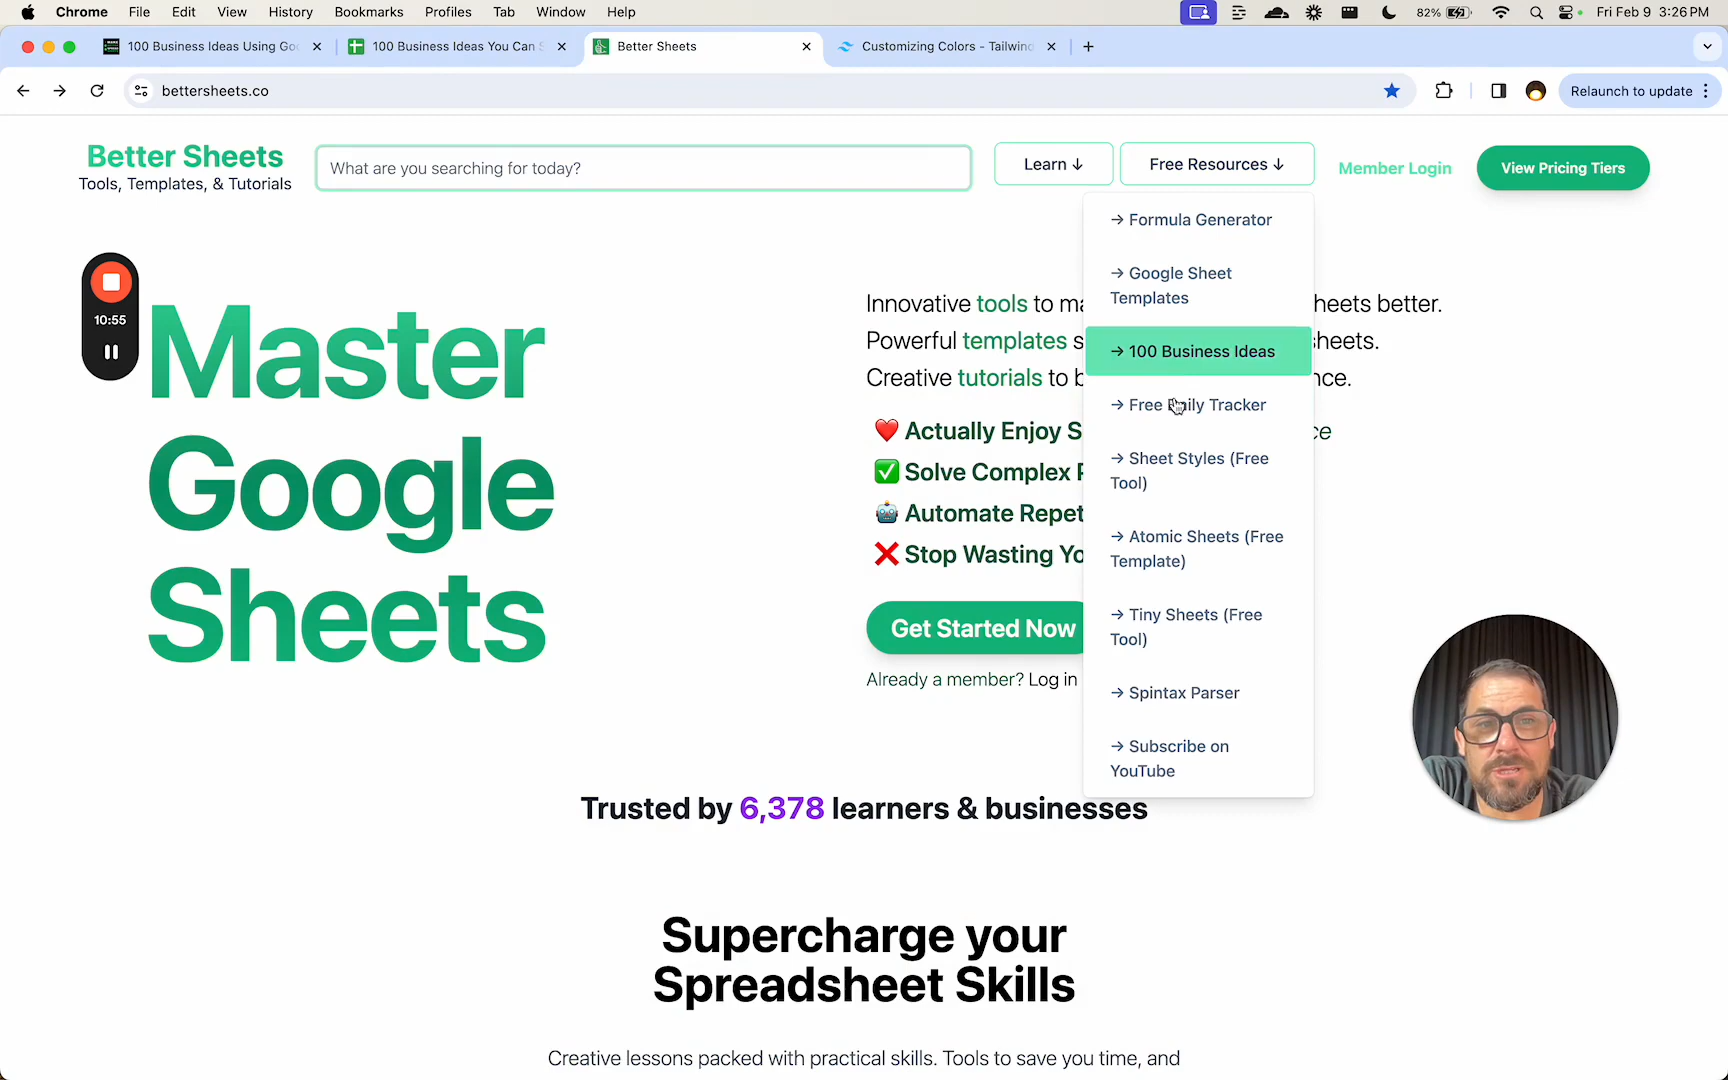 Chrome File Edit View History Bookmarks Profiles Tab Window Help 82% Fri Feb 9 3:26 PM
100 Business Ideas Using Go
100 Business Ideas You Can
Better Sheets
Customizing Colors - Tailwind
bettersheets.co
Relaunch to update
Better Sheets
Tools, Templates, & Tutorials
What are you searching for today?
Learn ↓
Free Resources ↓
Member Login
View Pricing Tiers
→ Formula Generator
→ Google Sheet
Templates
→ 100 Business Ideas
→ Free Daily Tracker
→ Sheet Styles (Free
Tool)
→ Atomic Sheets (Free
Template)
→ Tiny Sheets (Free
Tool)
→ Spintax Parser
→ Subscribe on
YouTube
10:55
Master
Google
Sheets
Innovative tools to ma heets better.
Powerful templates s heets.
Creative tutorials to b nce.
❤️ Actually Enjoy S ce
✅ Solve Complex
🤖 Automate Repet
❌ Stop Wasting Yo
Get Started Now
Already a member? Log in
Trusted by 6,378 learners & businesses
Supercharge your
Spreadsheet Skills
Creative lessons packed with practical skills. Tools to save you time, and